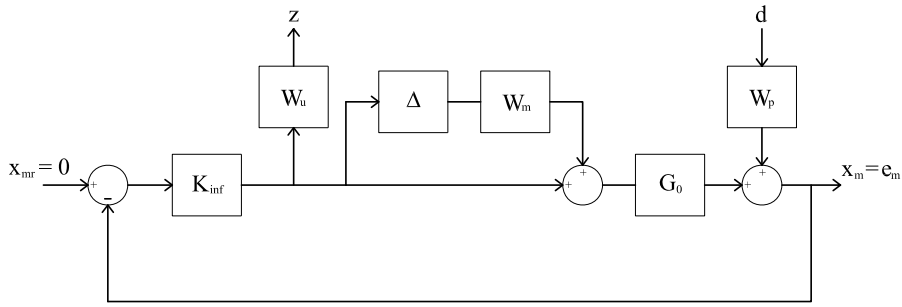 z
d
W_u
Δ
W_m
W_p
x_mr = 0
+
-
K_inf
+
+
G_0
+
+
x_m = e_m